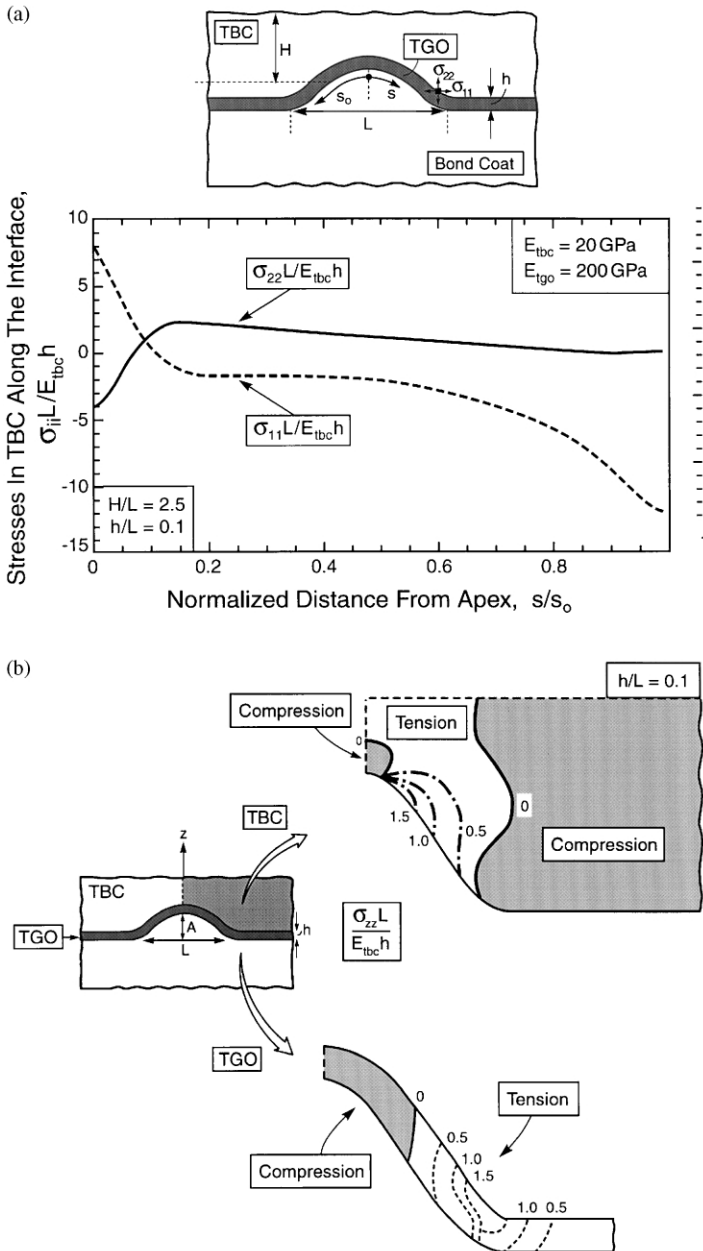 (a)
TBC
H
TGO
σ22
σ11
h
so
s
L
Bond Coat
Stresses In TBC Along The Interface,
σiiL/Etbch
10
5
0
-5
-10
-15
Etbc = 20 GPa
Etgo = 200 GPa
σ22L/Etbch
σ11L/Etbch
H/L = 2.5
h/L = 0.1
0
0.2
0.4
0.6
0.8
1.0
Normalized Distance From Apex, s/so
(b)
h/L = 0.1
Compression
Tension
0
0
1.5
1.0
0.5
Compression
TBC
z
TBC
A
h
TGO
L
σzzL
Etbch
TGO
0
Tension
0.5
1.0
1.5
Compression
1.0 0.5